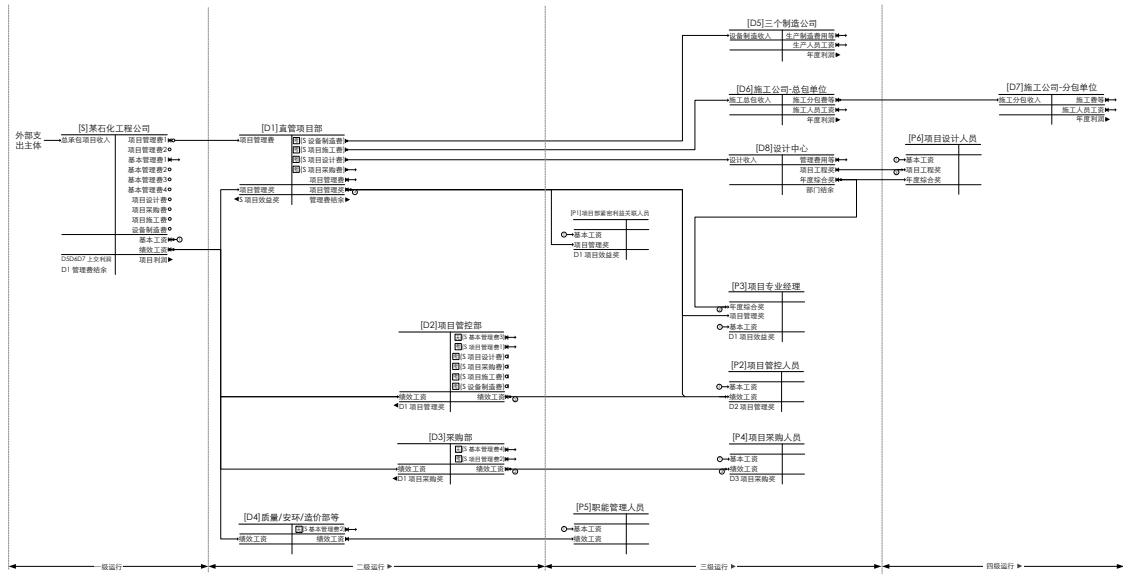 外部支
出主体
[S]某石化工程公司
总承包项目收入
项目管理费1
项目管理费2
基本管理费1
基本管理费2
基本管理费3
基本管理费4
项目设计费
项目采购费
项目施工费
设备制造费
基本工资
绩效工资
D5D6D7上交利润
项目利润
D1管理费结余
[D1]直管项目部
项目管理费
[S 设备制造费]
[S 项目施工费]
[S 项目设计费]
[S 项目采购费]
项目管理费
项目管理奖
项目管理奖
S项目效益奖
管理费结余
[D2]项目管控部
[S 基本管理费3]
[S 项目管理费1]
[S 项目设计费]
[S 项目采购费]
[S 项目施工费]
[S 设备制造费]
绩效工资
绩效工资
D1项目管理奖
[D3]采购部
[S 基本管理费4]
[S 项目管理费2]
绩效工资
绩效工资
D1项目采购奖
[D4]质量/安环/造价部等
[S 基本管理费2]
绩效工资
绩效工资
[P1]项目部紧密利益关联人员
基本工资
项目管理奖
D1项目效益奖
[P5]职能管理人员
基本工资
绩效工资
[D5]三个制造公司
设备制造收入
生产制造费用等
生产人员工资
年度利润
[D6]施工公司-总包单位
施工总包收入
施工分包费等
施工人员工资
年度利润
[D8]设计中心
设计收入
管理费用等
项目工程奖
年度综合奖
部门结余
[P3]项目专业经理
年度综合奖
项目管理奖
基本工资
D1项目效益奖
[P2]项目管控人员
基本工资
绩效工资
D2项目管理奖
[P4]项目采购人员
基本工资
绩效工资
D3项目采购奖
[D7]施工公司-分包单位
施工分包收入
施工费等
施工人员工资
年度利润
[P6]项目设计人员
基本工资
项目工程奖
年度综合奖
一级运行
二级运行
三级运行
四级运行